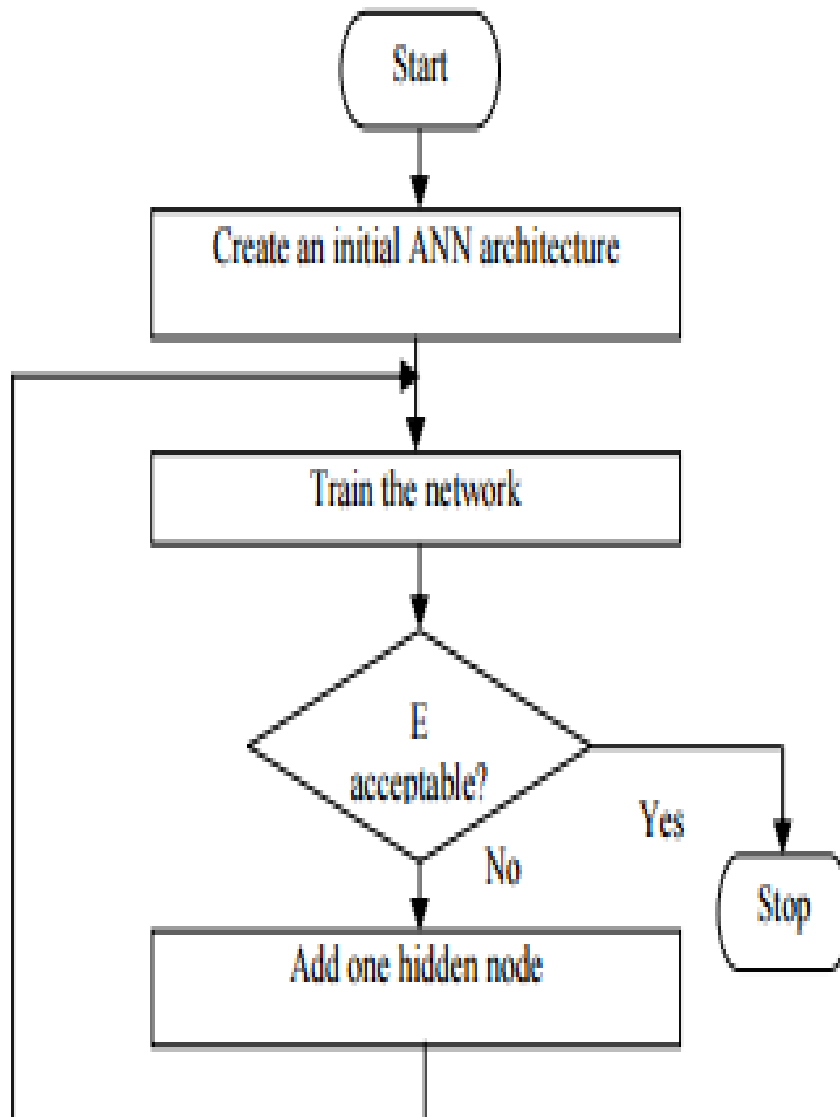 Start
Create an initial ANN architecture
Train the network
E
acceptable?
Yes
No
Stop
Add one hidden node